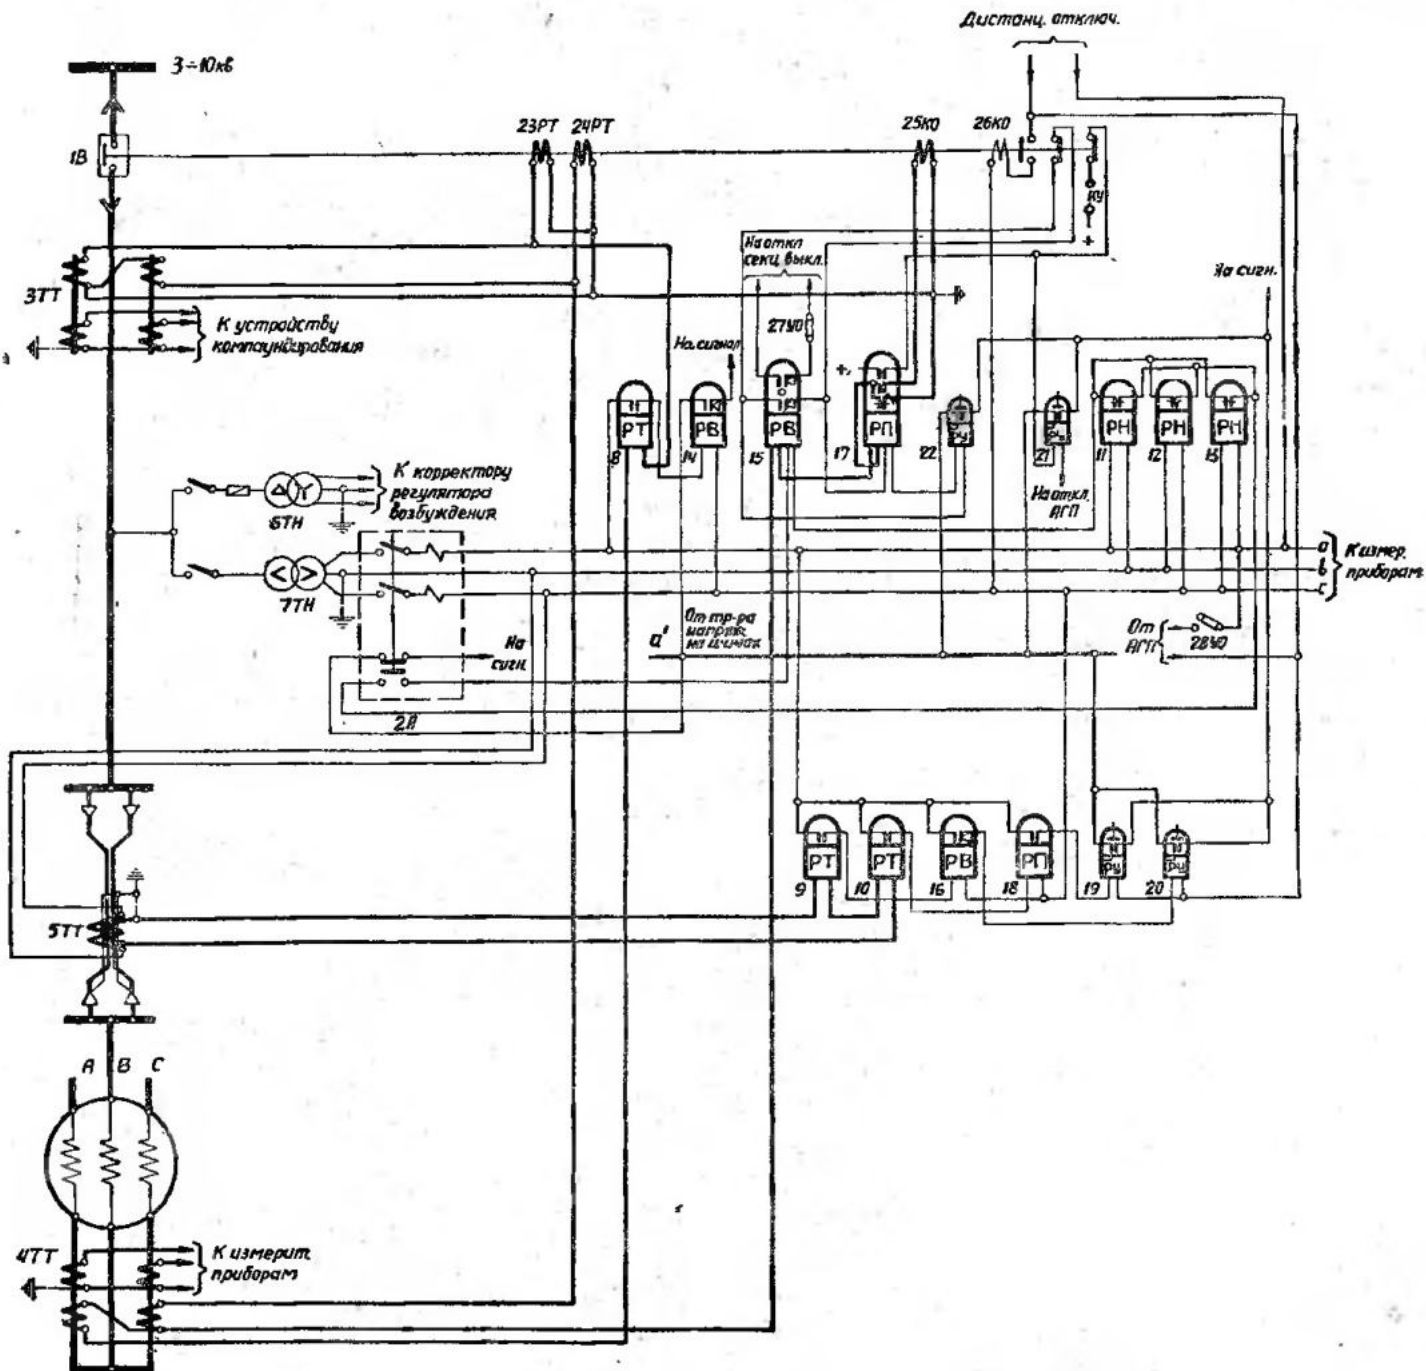 Дистанц. отключ.
3÷10кв
23РТ
24РТ
25КО
26КО
1В
КУ
+
На откл
секц. выкл.
На сигн.
3ТТ
К устройству
компаундирования
27УО
На сигнал
+
РТ
РВ
РВ
РП
РУ
РУ
РН
РН
РН
8
14
15
17
22
21
11
12
13
К корректору
регулятора
возбуждения
На откл.
АГП
6ТН
7ТН
a
b
c
К измер.
приборам
На
сигн.
a'
От тр-ра
напряж.
на шинах
От
АГП
28УО
2А
РТ
РТ
РВ
РП
РУ
РУ
9
10
16
18
19
20
5ТТ
А
В
С
4ТТ
К измерит.
приборам